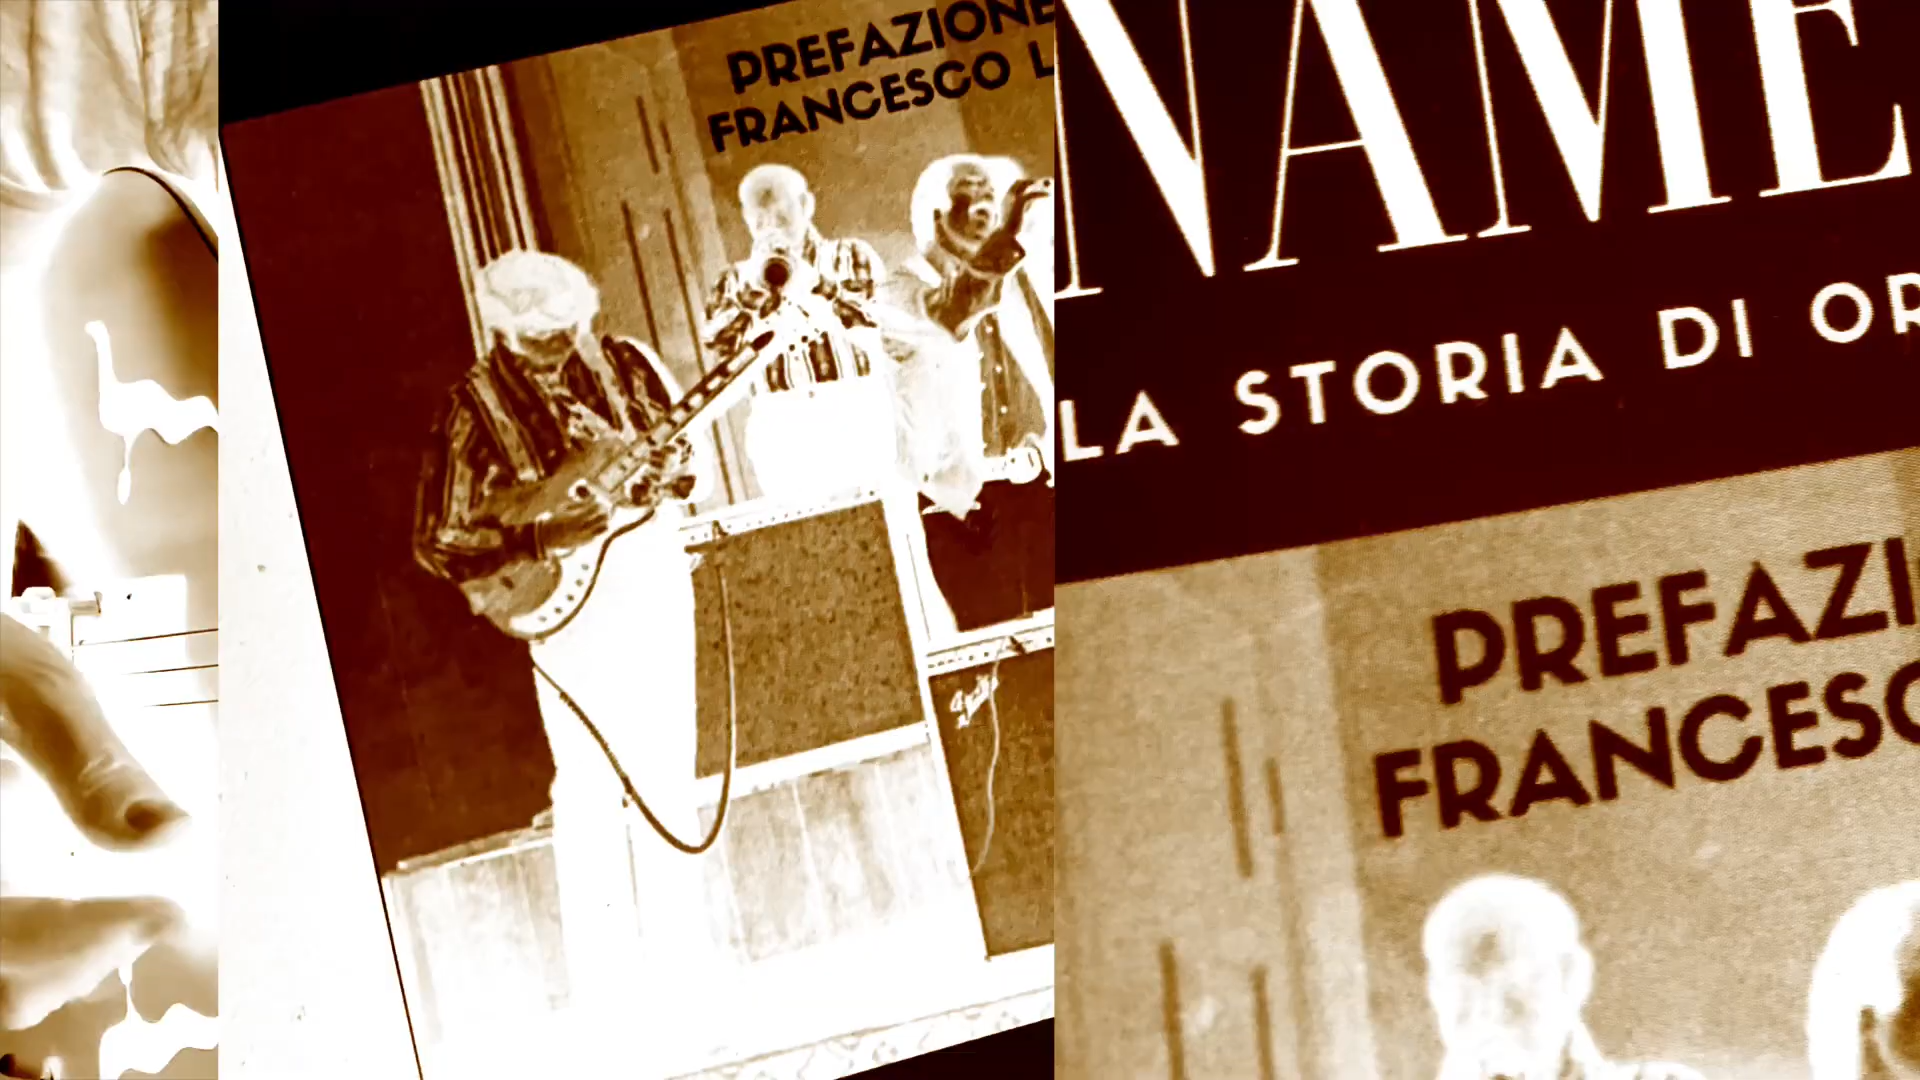 PREFAZIONE
FRANCESCO L
NAME
LA STORIA DI OR
PREFAZI
FRANCESC